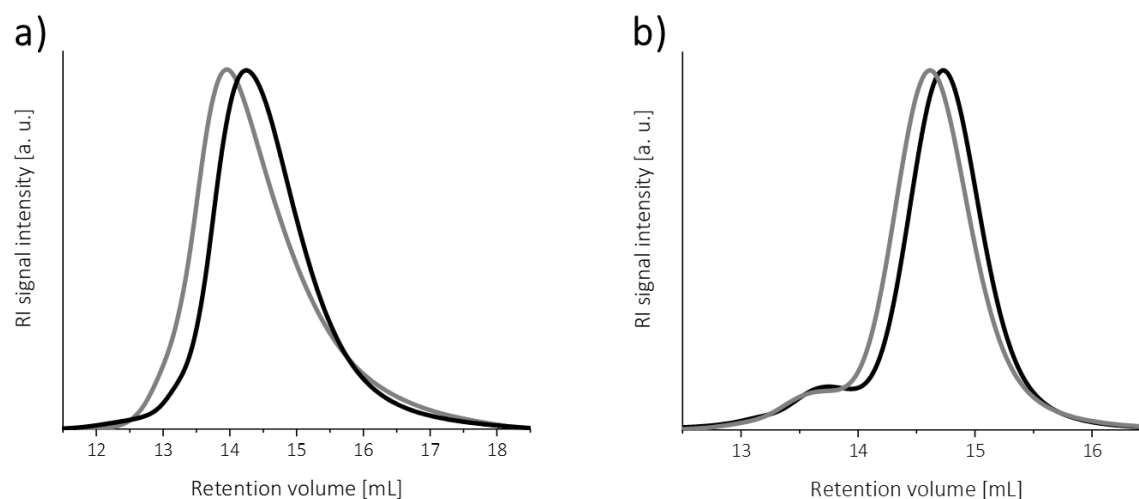 a)
RI signal intensity [a. u.]
12 13 14 15 16 17 18
Retention volume [mL]
b)
RI signal intensity [a. u.]
13 14 15 16
Retention volume [mL]